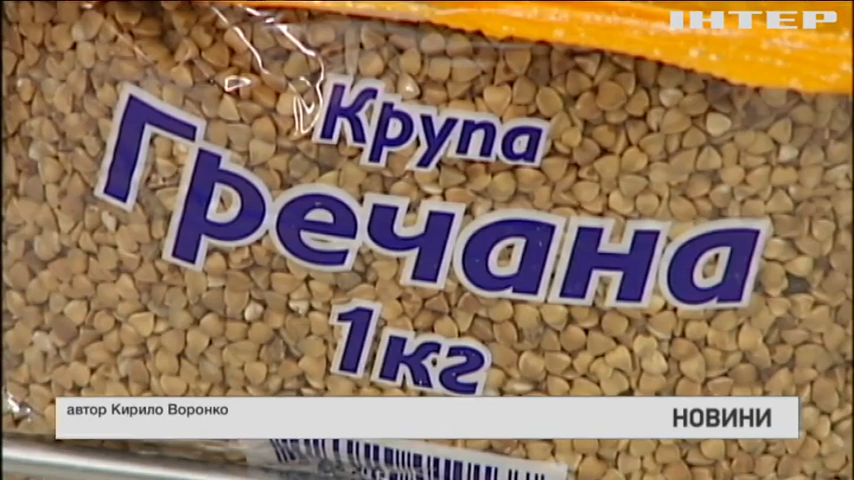 ІНТЕР
Крупа
Гречана
1кг
автор Кирило Воронко
НОВИНИ